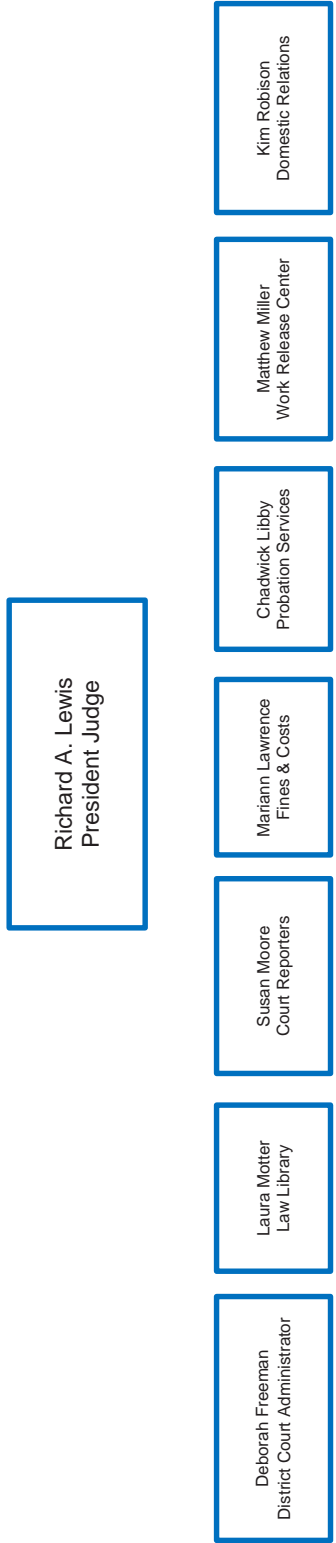 Richard A. Lewis
President Judge
Deborah Freeman
District Court Administrator
Laura Motter
Law Library
Susan Moore
Court Reporters
Mariann Lawrence
Fines & Costs
Chadwick Libby
Probation Services
Matthew Miller
Work Release Center
Kim Robison
Domestic Relations